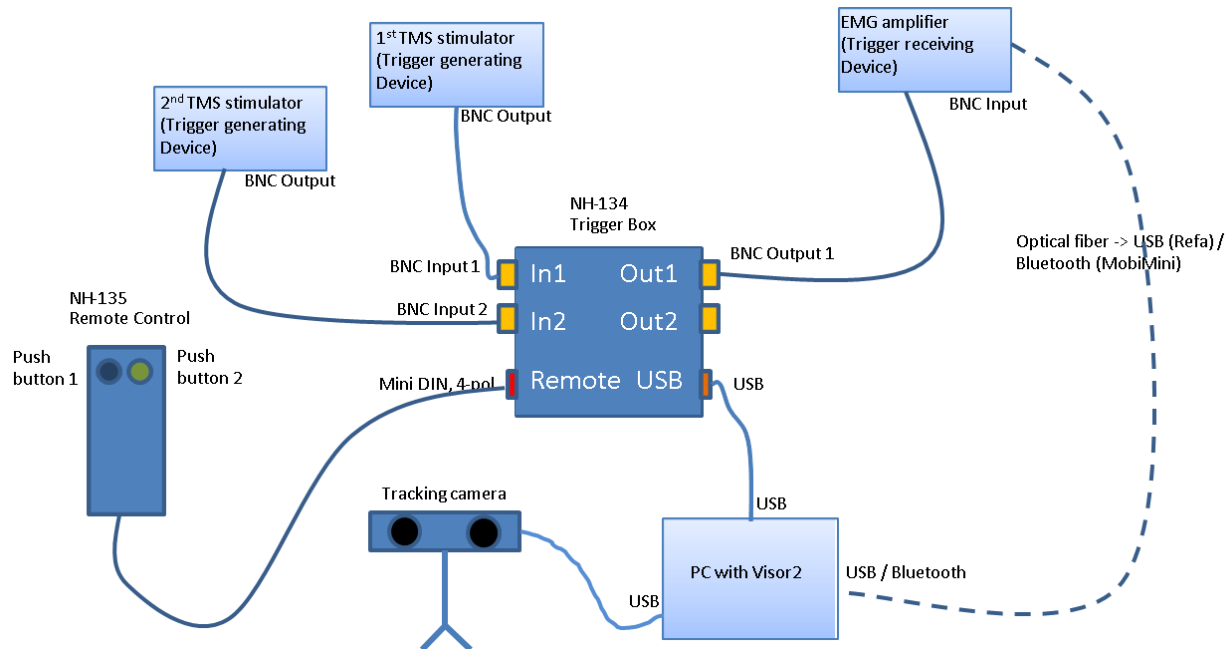 1st TMS stimulator
(Trigger generating
Device)
BNC Output
2nd TMS stimulator
(Trigger generating
Device)
BNC Output
EMG amplifier
(Trigger receiving
Device)
BNC Input
NH-134
Trigger Box
BNC Input 1
In1
Out1
BNC Output 1
BNC Input 2
In2
Out2
Mini DIN, 4-pol
Remote
USB
USB
Optical fiber -> USB (Refa) /
Bluetooth (MobiMini)
NH-135
Remote Control
Push
button 1
Push
button 2
Tracking camera
USB
USB
PC with Visor2
USB / Bluetooth